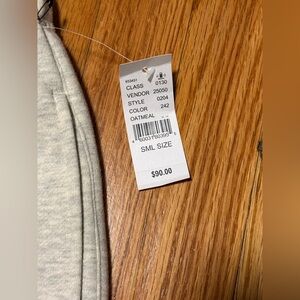 CLASS 0130
VENDOR 25050
STYLE 0204
COLOR 242
OATMEAL
SML SIZE
$90.00